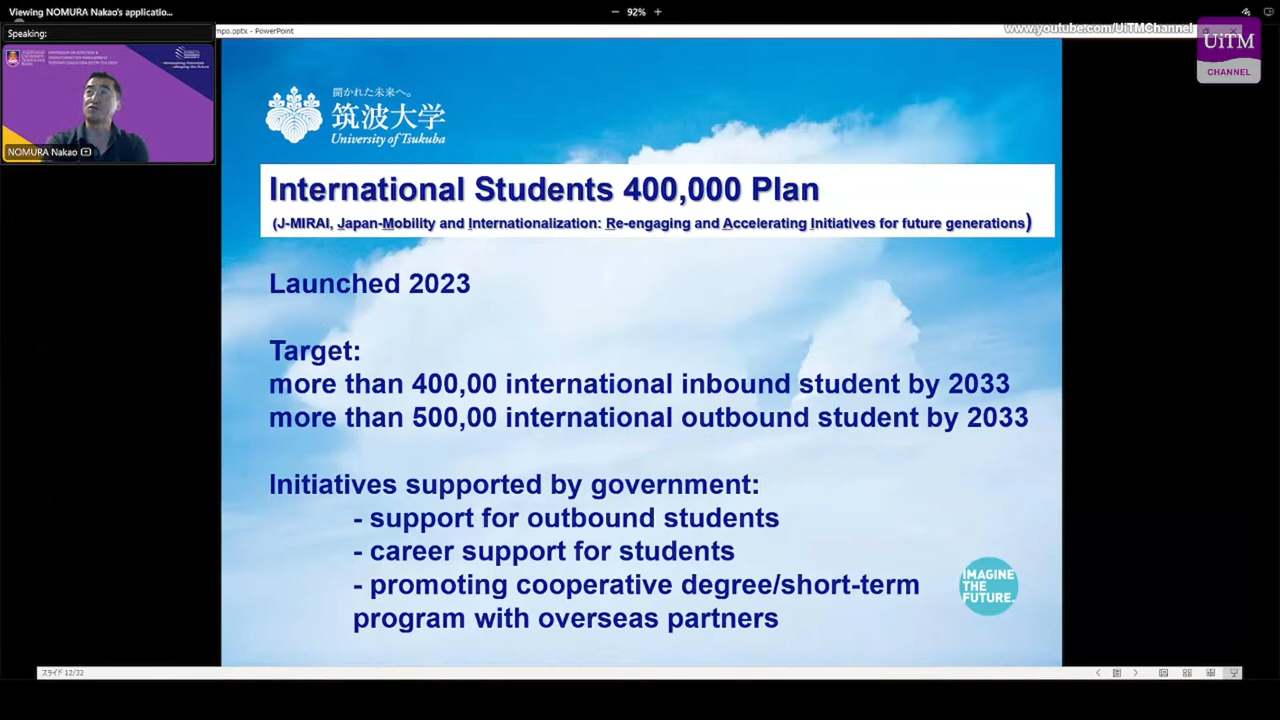 Viewing NOMURA Nakao's applicatio...
92%
Speaking:
mpo.pptx - PowerPoint
www.youtube.com/UiTMChannel
UiTM
CHANNEL
NOMURA Nakao
開かれた未来へ。
筑波大学
University of Tsukuba
International Students 400,000 Plan
(J-MIRAI, Japan-Mobility and Internationalization: Re-engaging and Accelerating Initiatives for future generations)
Launched 2023
Target:
more than 400,00 international inbound student by 2033
more than 500,00 international outbound student by 2033
Initiatives supported by government:
- support for outbound students
- career support for students
- promoting cooperative degree/short-term
program with overseas partners
IMAGINE
THE
FUTURE.
スライド 12/32